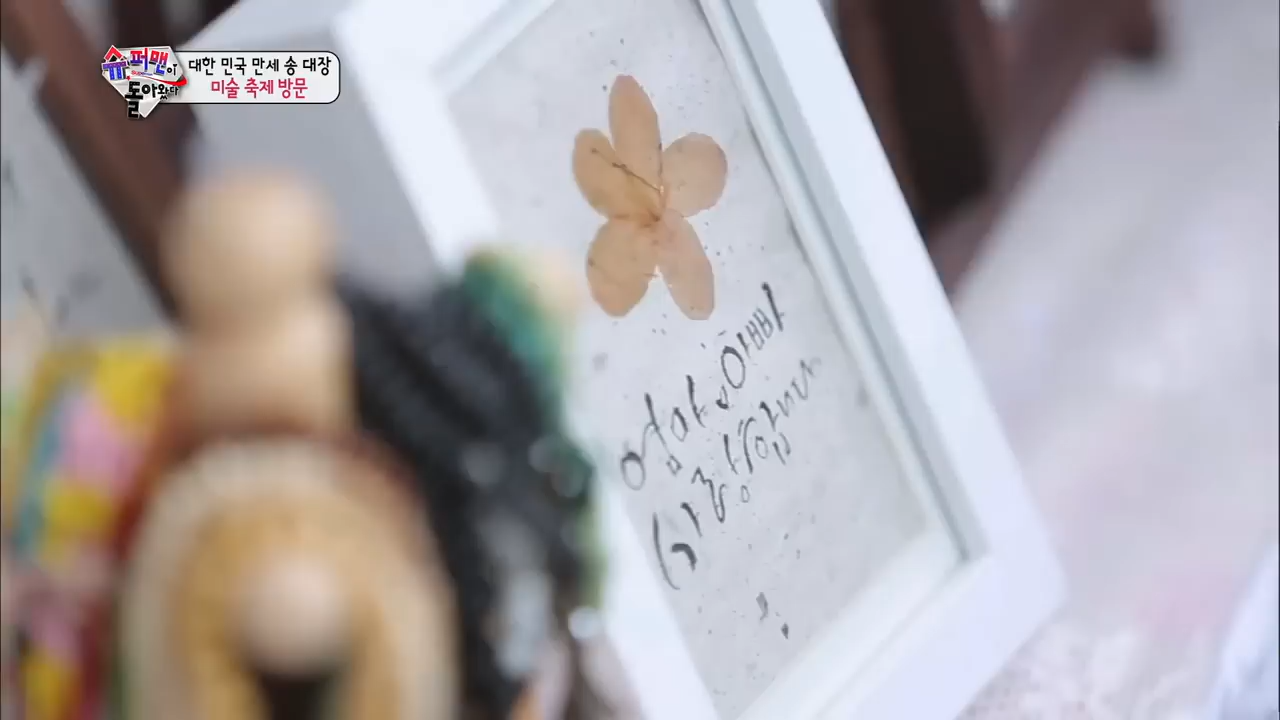 슈퍼맨이
돌아왔다
대한 민국 만세 송 대장
미술 축제 방문
엄마, 아빠
사랑해